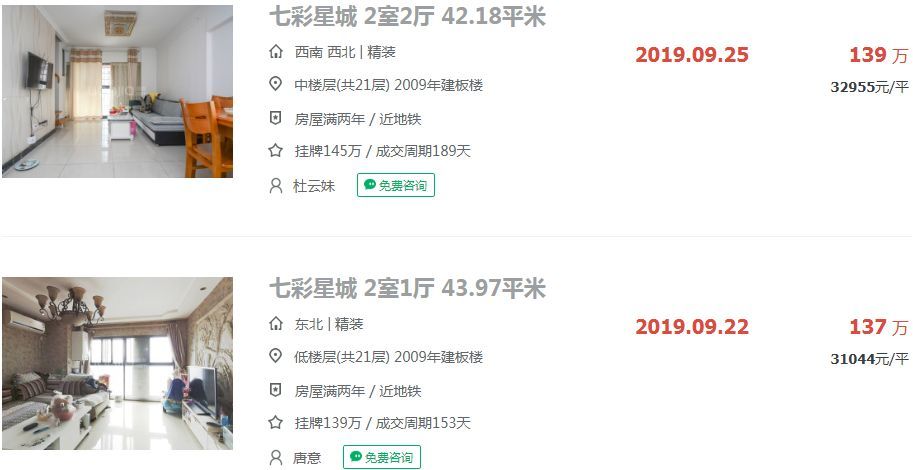 七彩星城 2室2厅 42.18平米
西南 西北 | 精装
2019.09.25
139 万
中楼层(共21层) 2009年建板楼
32955元/平
房屋满两年 / 近地铁
挂牌145万 / 成交周期189天
杜云妹
免费咨询
七彩星城 2室1厅 43.97平米
东北 | 精装
2019.09.22
137 万
低楼层(共21层) 2009年建板楼
31044元/平
房屋满两年 / 近地铁
挂牌139万 / 成交周期153天
唐意
免费咨询